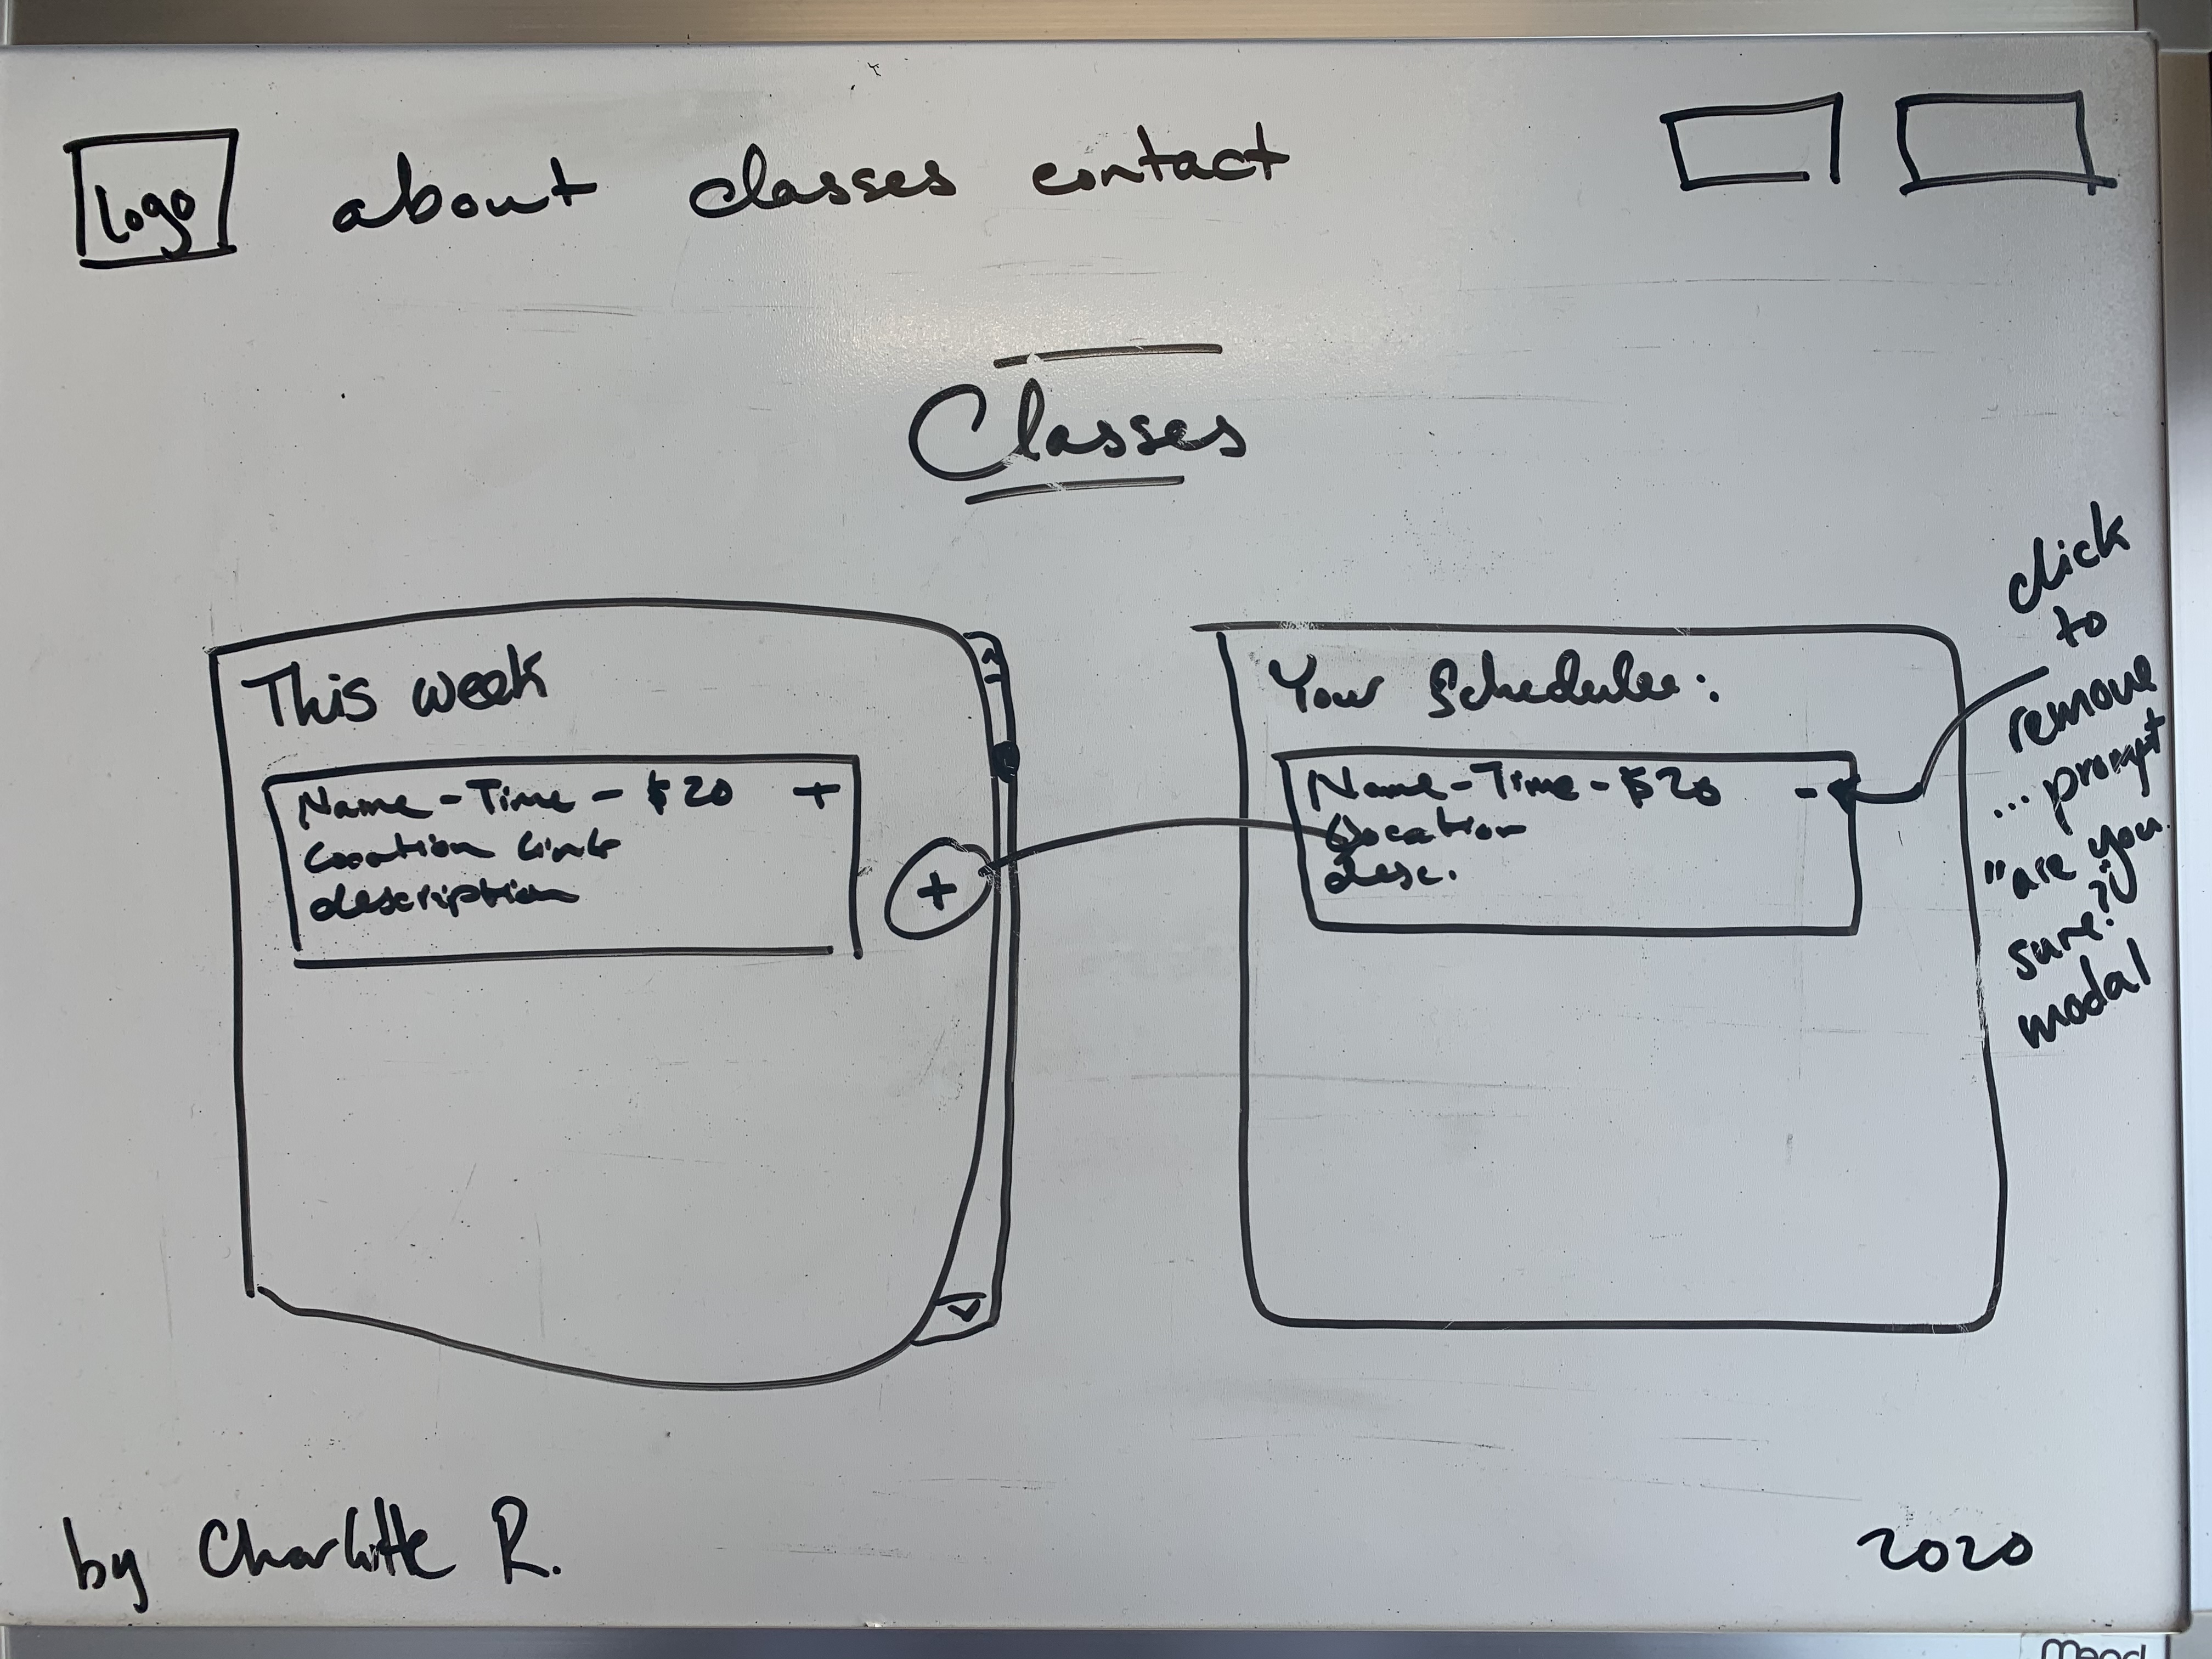 logo
about classes contact
Classes
This week
Name - Time - $20 +
Location link
description
+
Your Schedule:
Name - Time - $20 -
Location
desc.
click
to
remove
... prompt
"are you
sure?"
modal
by Charlotte R.
2020
Mead